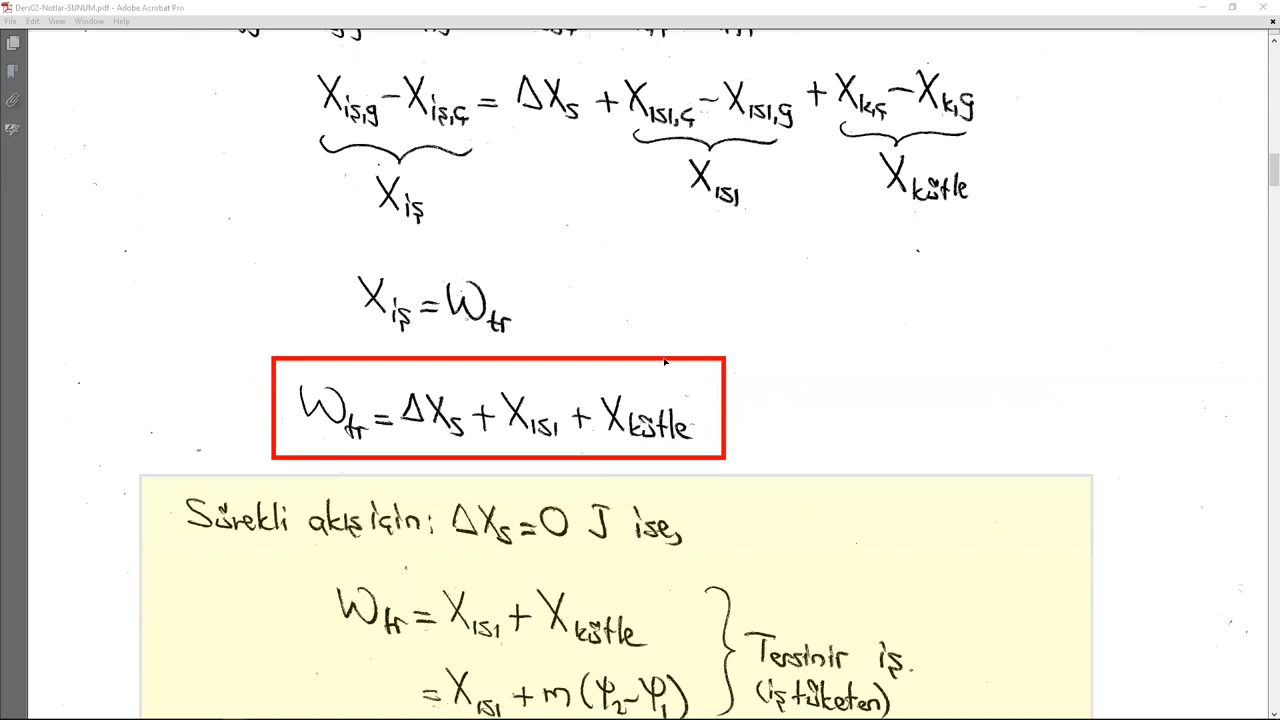 Ders02-Notlar-SUNUM.pdf - Adobe Acrobat Pro
File Edit View Window Help
X_iş,g − X_iş,ç = ΔX_s + X_ısı,ç − X_ısı,g + X_k,ç − X_k,g
X_iş X_ısı X_kütle
X_iş = W_tr
W_tr = ΔX_s + X_ısı + X_kütle
Sürekli akış için: ΔX_s = 0 J ise,
W_tr = X_ısı + X_kütle
= X_ısı + m(Ψ_2 − Ψ_1)
Tersinir iş.
(iş tüketen)